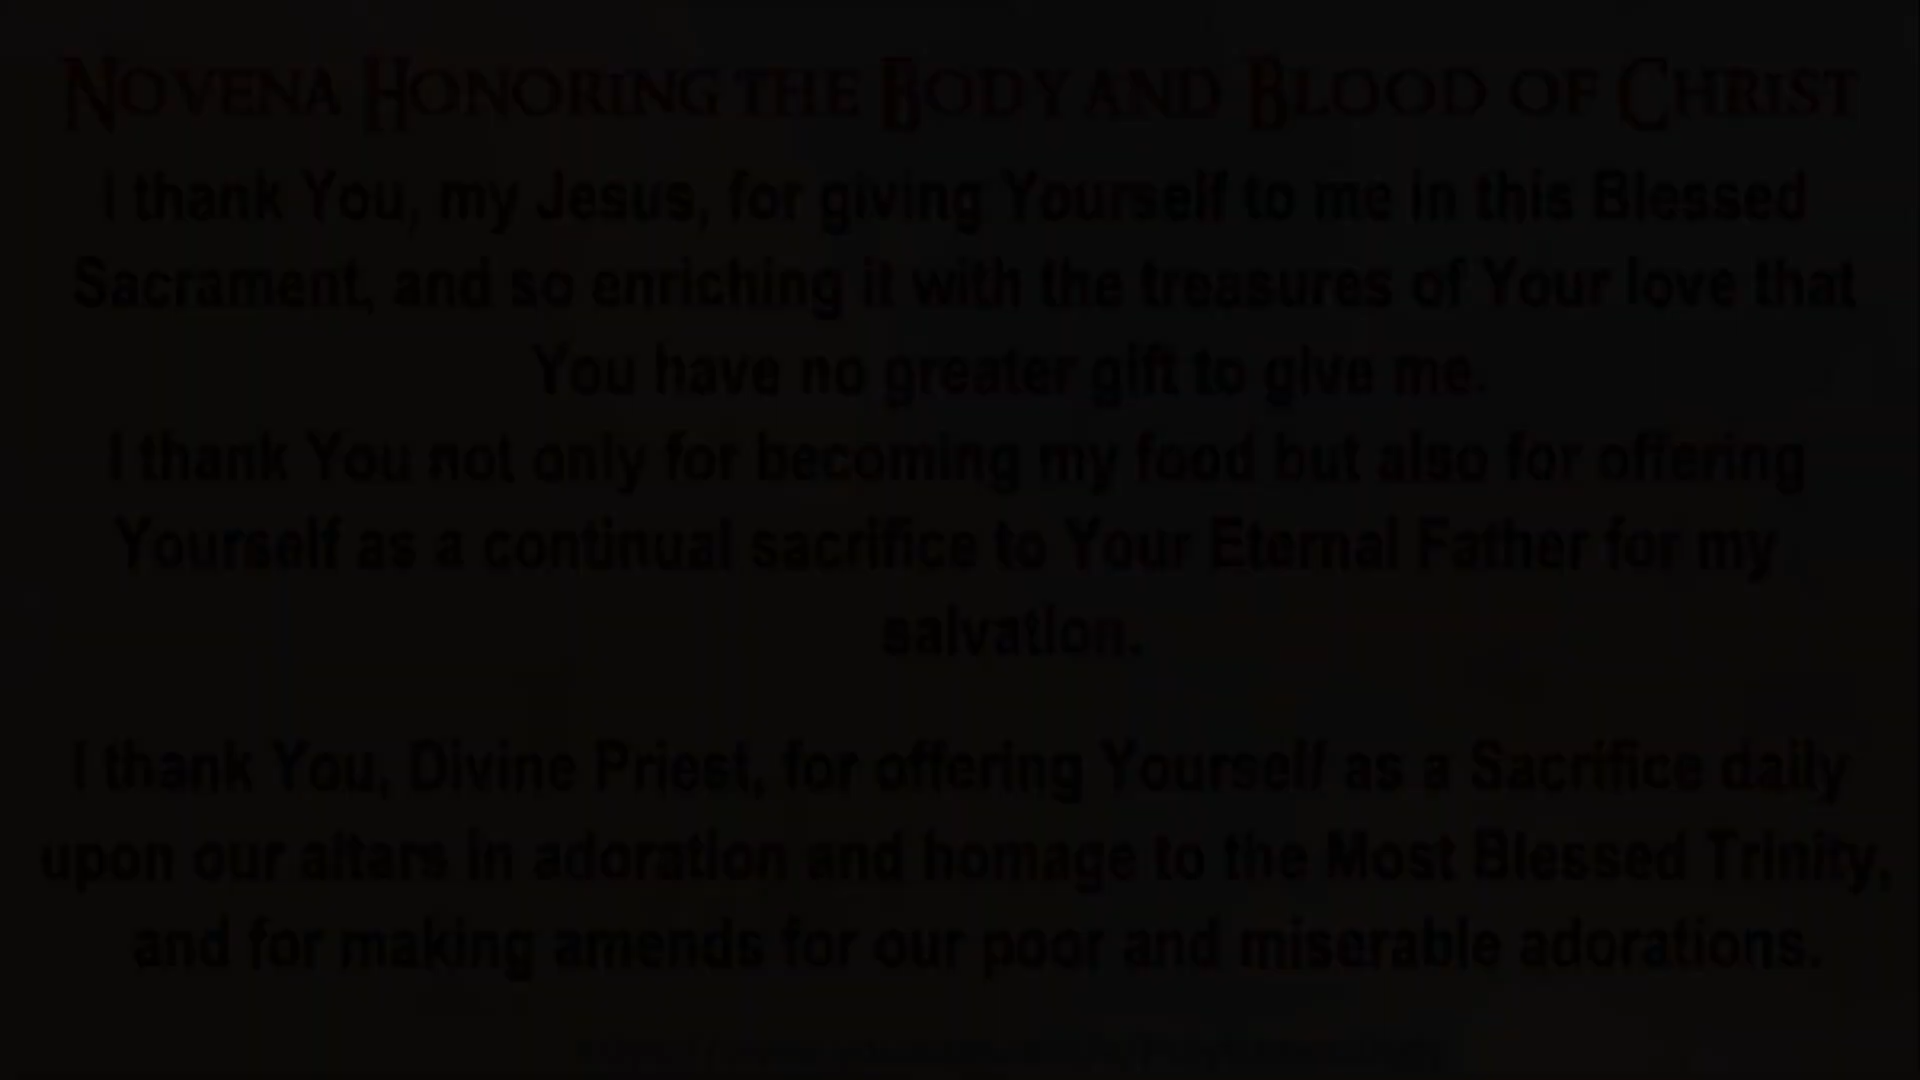 Novena Honoring the Body and Blood of Christ
I thank You, my Jesus, for giving Yourself to me in this Blessed
Sacrament, and so enriching it with the treasures of Your love that
You have no greater gift to give me.
I thank You not only for becoming my food but also for offering
Yourself as a continual sacrifice to Your Eternal Father for my
salvation.
I thank You, Divine Priest, for offering Yourself as a Sacrifice daily
upon our altars in adoration and homage to the Most Blessed Trinity,
and for making amends for our poor and miserable adorations.